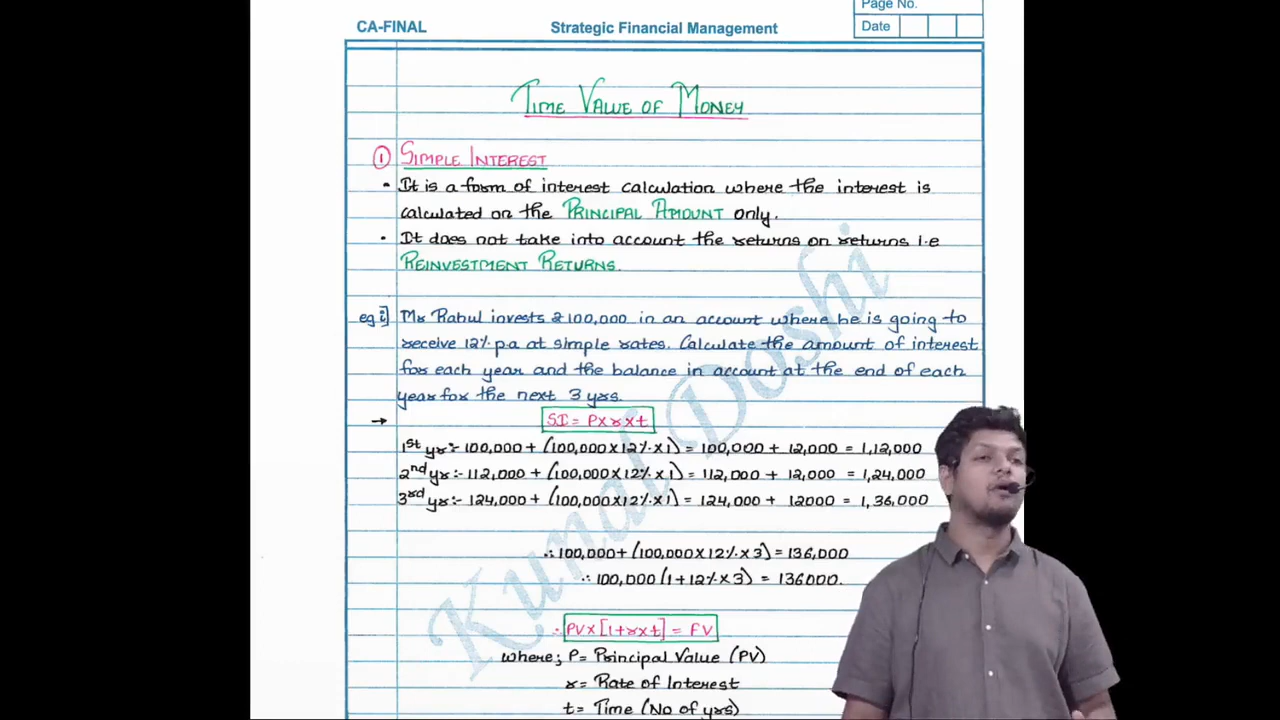 Page No.
CA-FINAL
Strategic Financial Management
Date
TIME VALUE OF MONEY
① SIMPLE INTEREST
• It is a form of interest calculation where the interest is
calculated on the PRINCIPAL AMOUNT only.
• It does not take into account the returns on returns i.e
REINVESTMENT RETURNS.
eg i] Mr Rahul invests ₹100,000 in an account where he is going to
receive 12% p.a at simple rates. Calculate the amount of interest
for each year and the balance in account at the end of each
year for the next 3 yrs.
→ SI = P×r×t
1st yr:- 100,000 + (100,000×12%×1) = 100,000 + 12,000 = 1,12,000
2nd yr:- 112,000 + (100,000×12%×1) = 112,000 + 12,000 = 1,24,000
3rd yr:- 124,000 + (100,000×12%×1) = 124,000 + 12000 = 1,36,000
∴ 100,000 + (100,000×12%×3) = 136,000
∴ 100,000 (1+12%×3) = 136000.
∴ PV×[1+r×t] = FV
where; P = Principal Value (PV)
r = Rate of Interest
t = Time (No of yrs)
Kunal Doshi